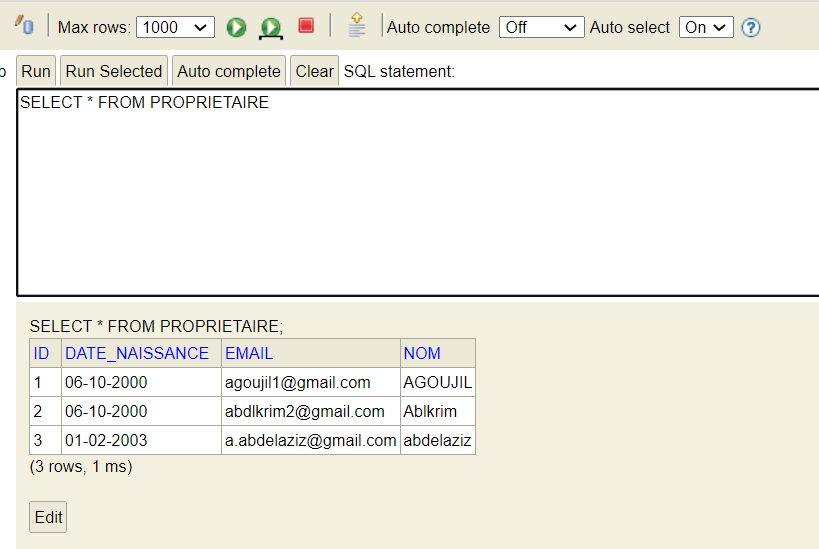 Max rows: 1000 Auto complete Off Auto select On ?
Run Run Selected Auto complete Clear SQL statement:
SELECT * FROM PROPRIETAIRE
SELECT * FROM PROPRIETAIRE;
ID DATE_NAISSANCE EMAIL NOM
1 06-10-2000 agoujil1@gmail.com AGOUJIL
2 06-10-2000 abdlkrim2@gmail.com Ablkrim
3 01-02-2003 a.abdelaziz@gmail.com abdelaziz
(3 rows, 1 ms)
Edit